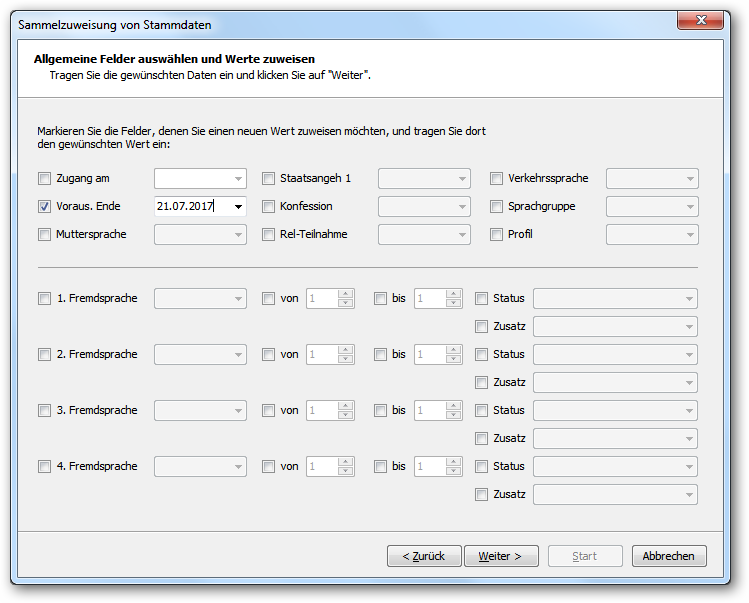 Sammelzuweisung von Stammdaten
Allgemeine Felder auswählen und Werte zuweisen
Tragen Sie die gewünschten Daten ein und klicken Sie auf "Weiter".
Markieren Sie die Felder, denen Sie einen neuen Wert zuweisen möchten, und tragen Sie dort
den gewünschten Wert ein:
Zugang am Staatsangeh 1 Verkehrssprache
Voraus. Ende 21.07.2017 Konfession Sprachgruppe
Muttersprache Rel-Teilnahme Profil
1. Fremdsprache von 1 bis 1 Status
Zusatz
2. Fremdsprache von 1 bis 1 Status
Zusatz
3. Fremdsprache von 1 bis 1 Status
Zusatz
4. Fremdsprache von 1 bis 1 Status
Zusatz
< Zurück Weiter > Start Abbrechen